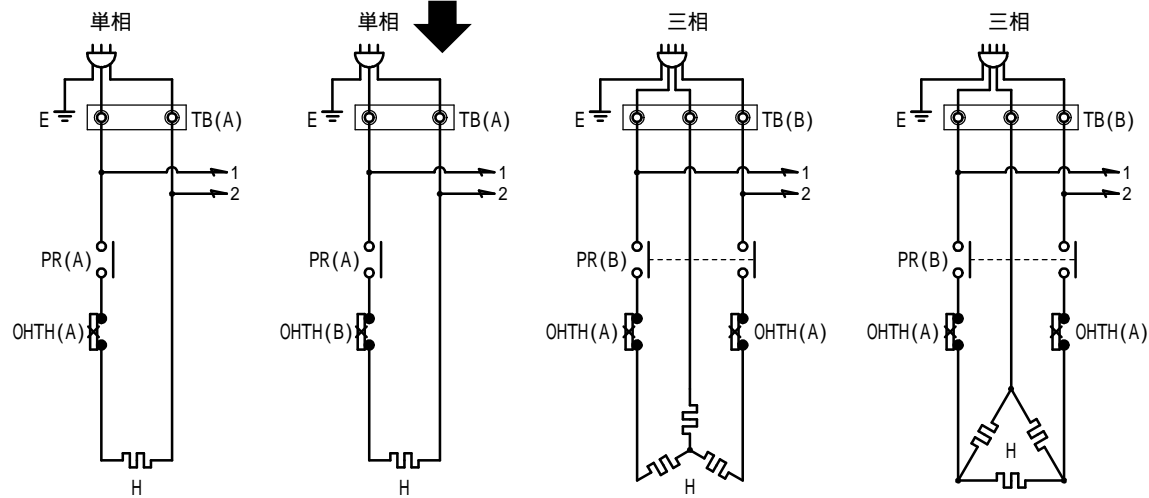 単相
E
TB(A)
1
2
PR(A)
OHTH(A)
H
単相
E
TB(A)
1
2
PR(A)
OHTH(B)
H
三相
E
TB(B)
1
2
PR(B)
OHTH(A)
OHTH(A)
H
三相
E
TB(B)
1
2
PR(B)
OHTH(A)
OHTH(A)
H